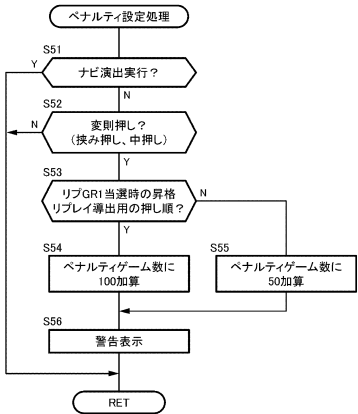 ペナルティ設定処理
S51
Y
ナビ演出実行？
N
S52
N
変則押し？
（挟み押し、中押し）
Y
S53
リプGR1当選時の昇格
リプレイ導出用の押し順？
N
Y
S54
ペナルティゲーム数に
100加算
S55
ペナルティゲーム数に
50加算
S56
警告表示
RET